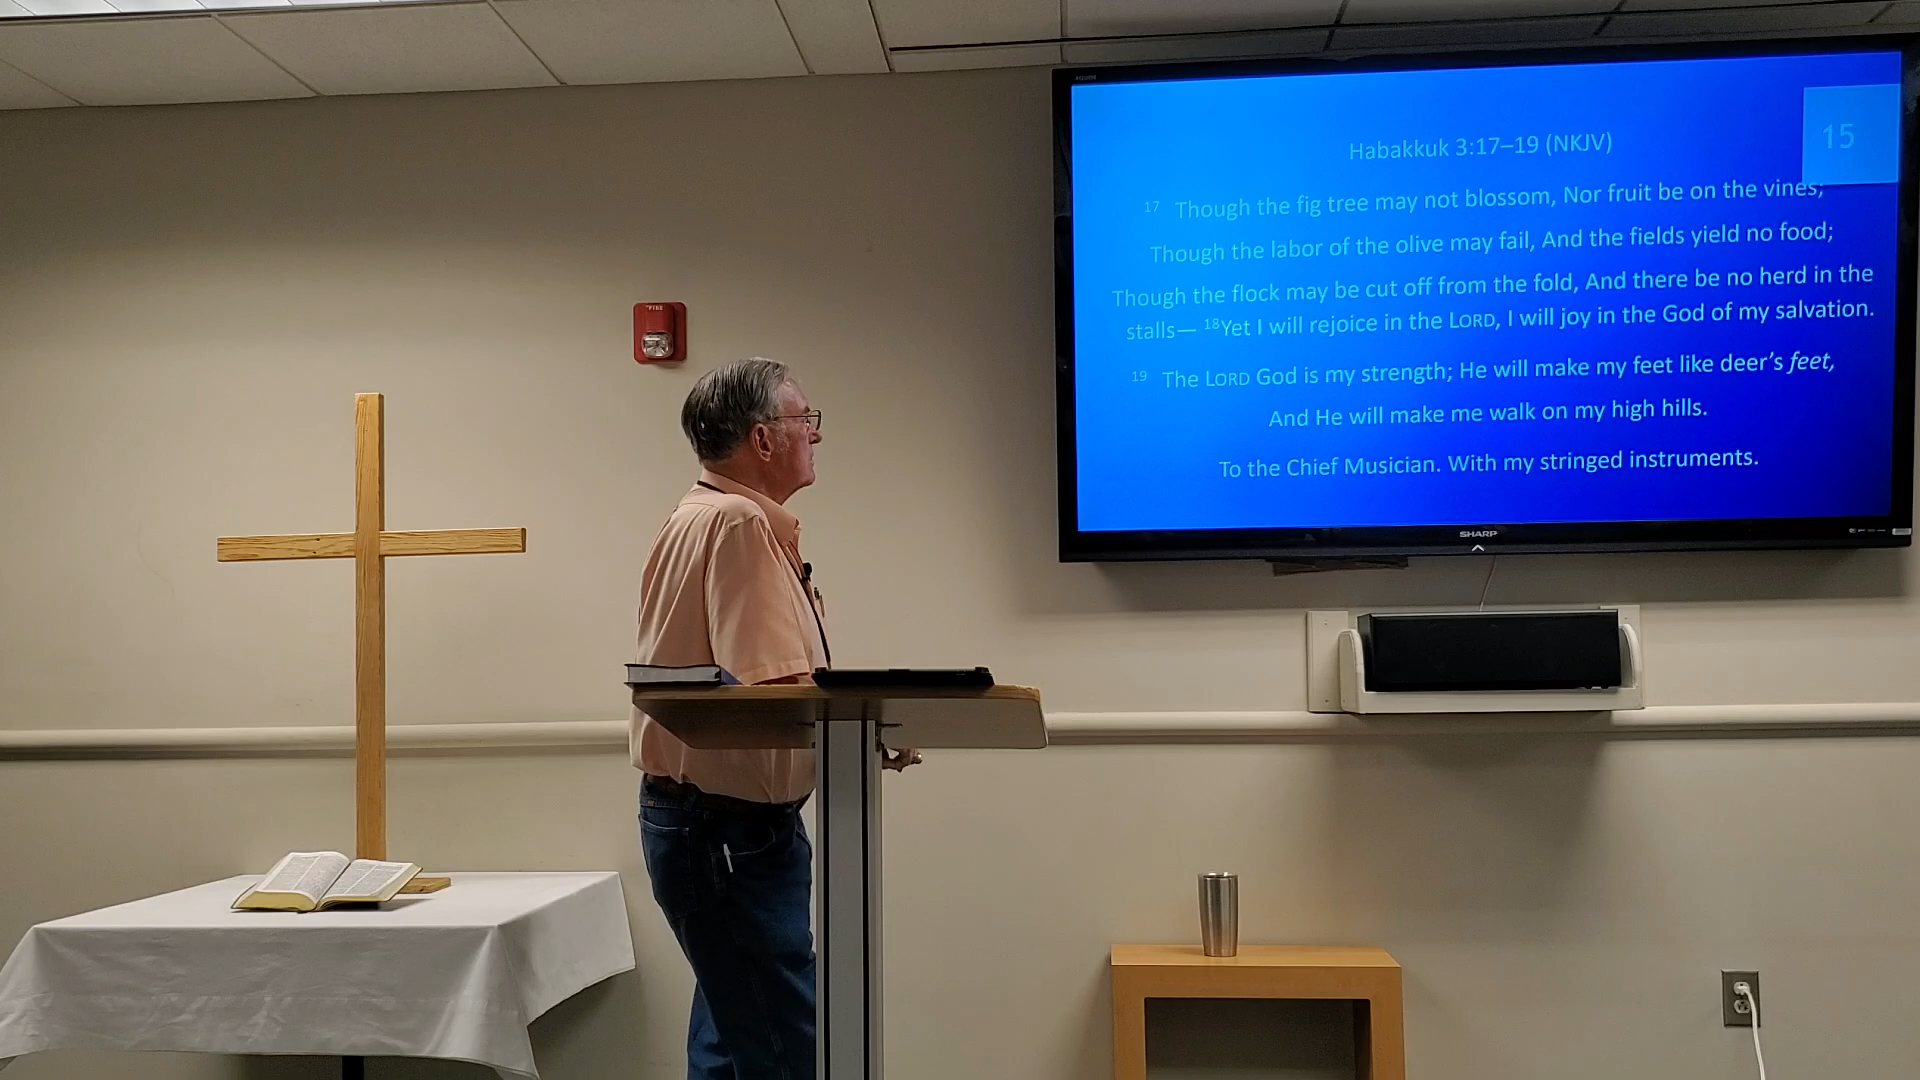 FIRE
15
Habakkuk 3:17–19 (NKJV)
17 Though the fig tree may not blossom, Nor fruit be on the vines;
Though the labor of the olive may fail, And the fields yield no food;
Though the flock may be cut off from the fold, And there be no herd in the
stalls— 18Yet I will rejoice in the LORD, I will joy in the God of my salvation.
19 The LORD God is my strength; He will make my feet like deer’s feet,
And He will make me walk on my high hills.
To the Chief Musician. With my stringed instruments.
SHARP